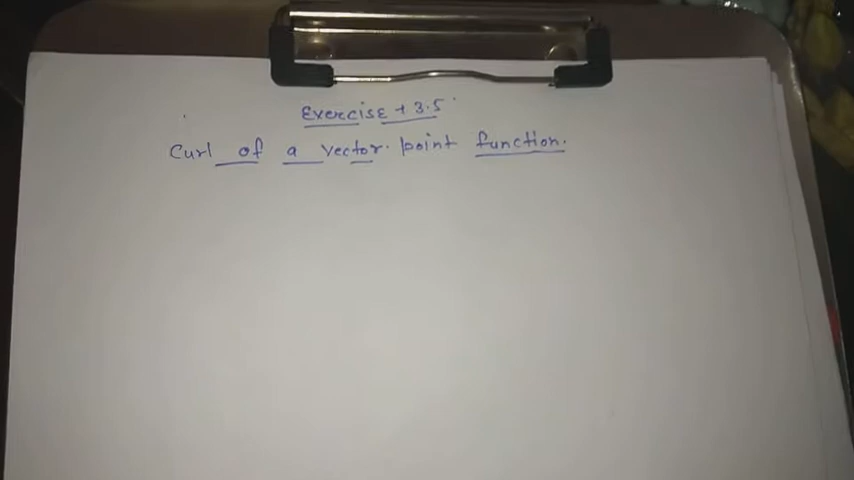 Exercise + 3.5
Curl of a vector point function.